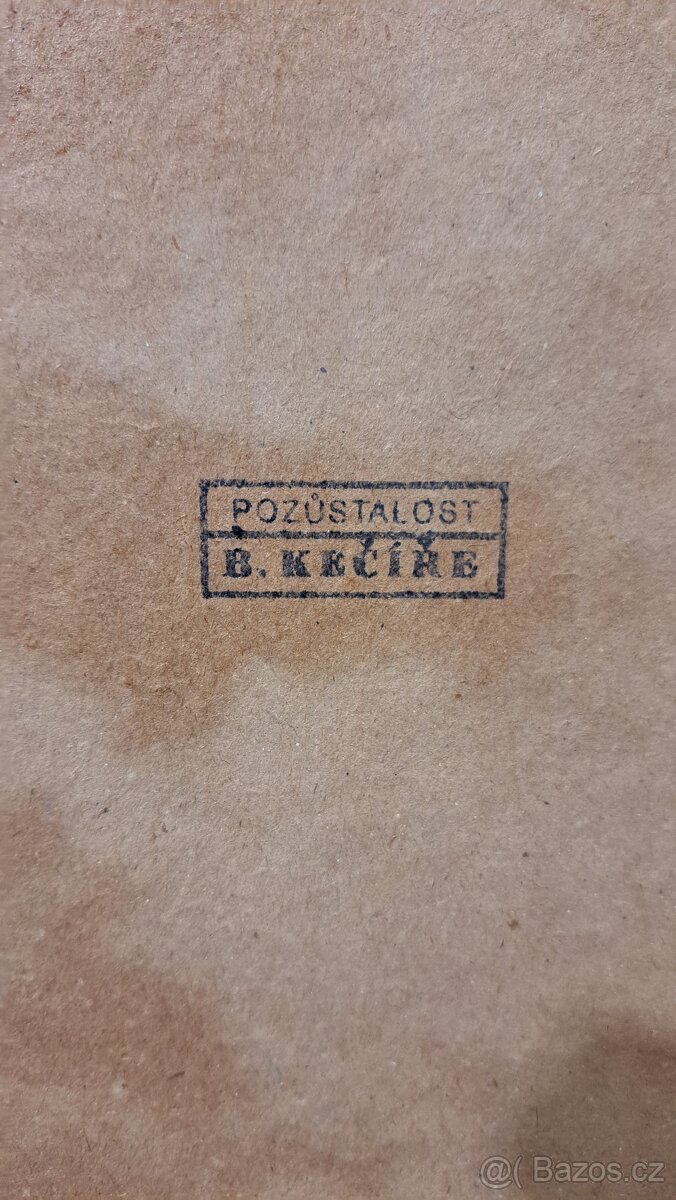 POZŮSTALOST
B. KEČÍŘE
@( Bazos.cz